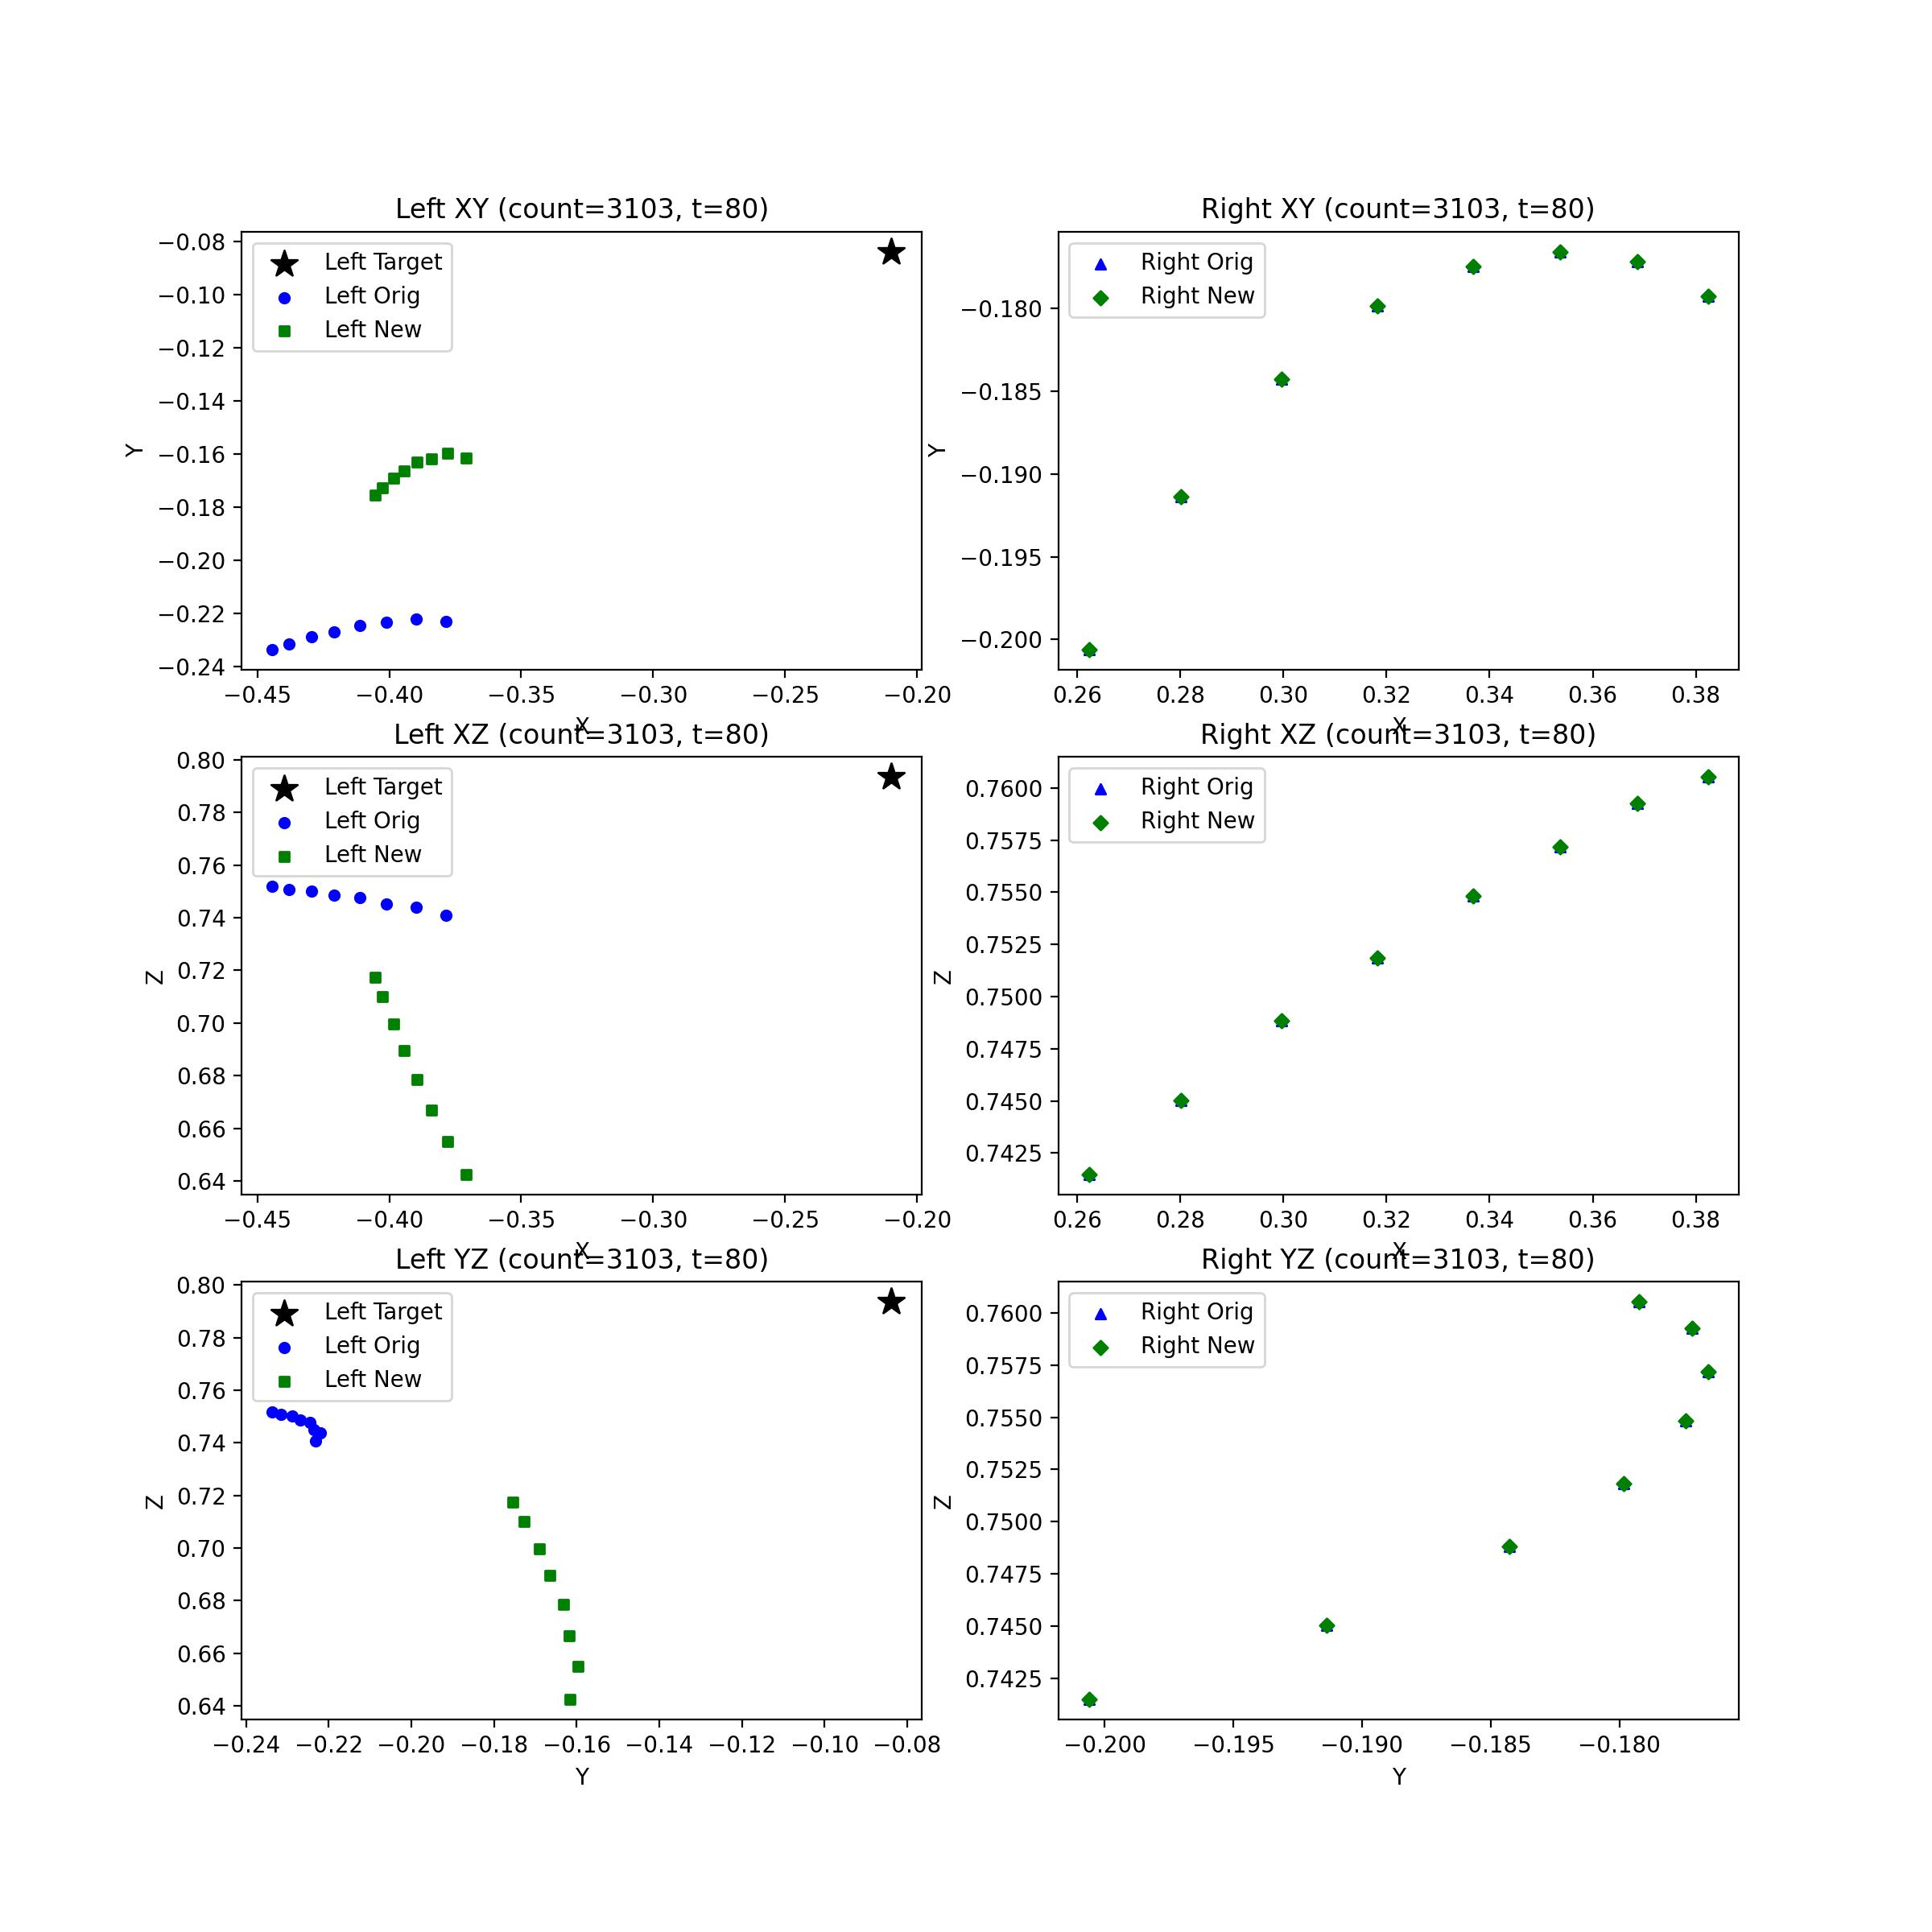 Left XY (count=3103, t=80)
Left Target
Left Orig
Left New
−0.08
−0.10
−0.12
−0.14
−0.16
−0.18
−0.20
−0.22
−0.24
Y
−0.45 −0.40 −0.35 −0.30 −0.25 −0.20
X
Right XY (count=3103, t=80)
Right Orig
Right New
−0.180
−0.185
−0.190
−0.195
−0.200
Y
0.26 0.28 0.30 0.32 0.34 0.36 0.38
X
Left XZ (count=3103, t=80)
Left Target
Left Orig
Left New
0.80
0.78
0.76
0.74
0.72
0.70
0.68
0.66
0.64
Z
−0.45 −0.40 −0.35 −0.30 −0.25 −0.20
X
Right XZ (count=3103, t=80)
Right Orig
Right New
0.7600
0.7575
0.7550
0.7525
0.7500
0.7475
0.7450
0.7425
Z
0.26 0.28 0.30 0.32 0.34 0.36 0.38
X
Left YZ (count=3103, t=80)
Left Target
Left Orig
Left New
0.80
0.78
0.76
0.74
0.72
0.70
0.68
0.66
0.64
Z
−0.24 −0.22 −0.20 −0.18 −0.16 −0.14 −0.12 −0.10 −0.08
Y
Right YZ (count=3103, t=80)
Right Orig
Right New
0.7600
0.7575
0.7550
0.7525
0.7500
0.7475
0.7450
0.7425
Z
−0.200 −0.195 −0.190 −0.185 −0.180
Y